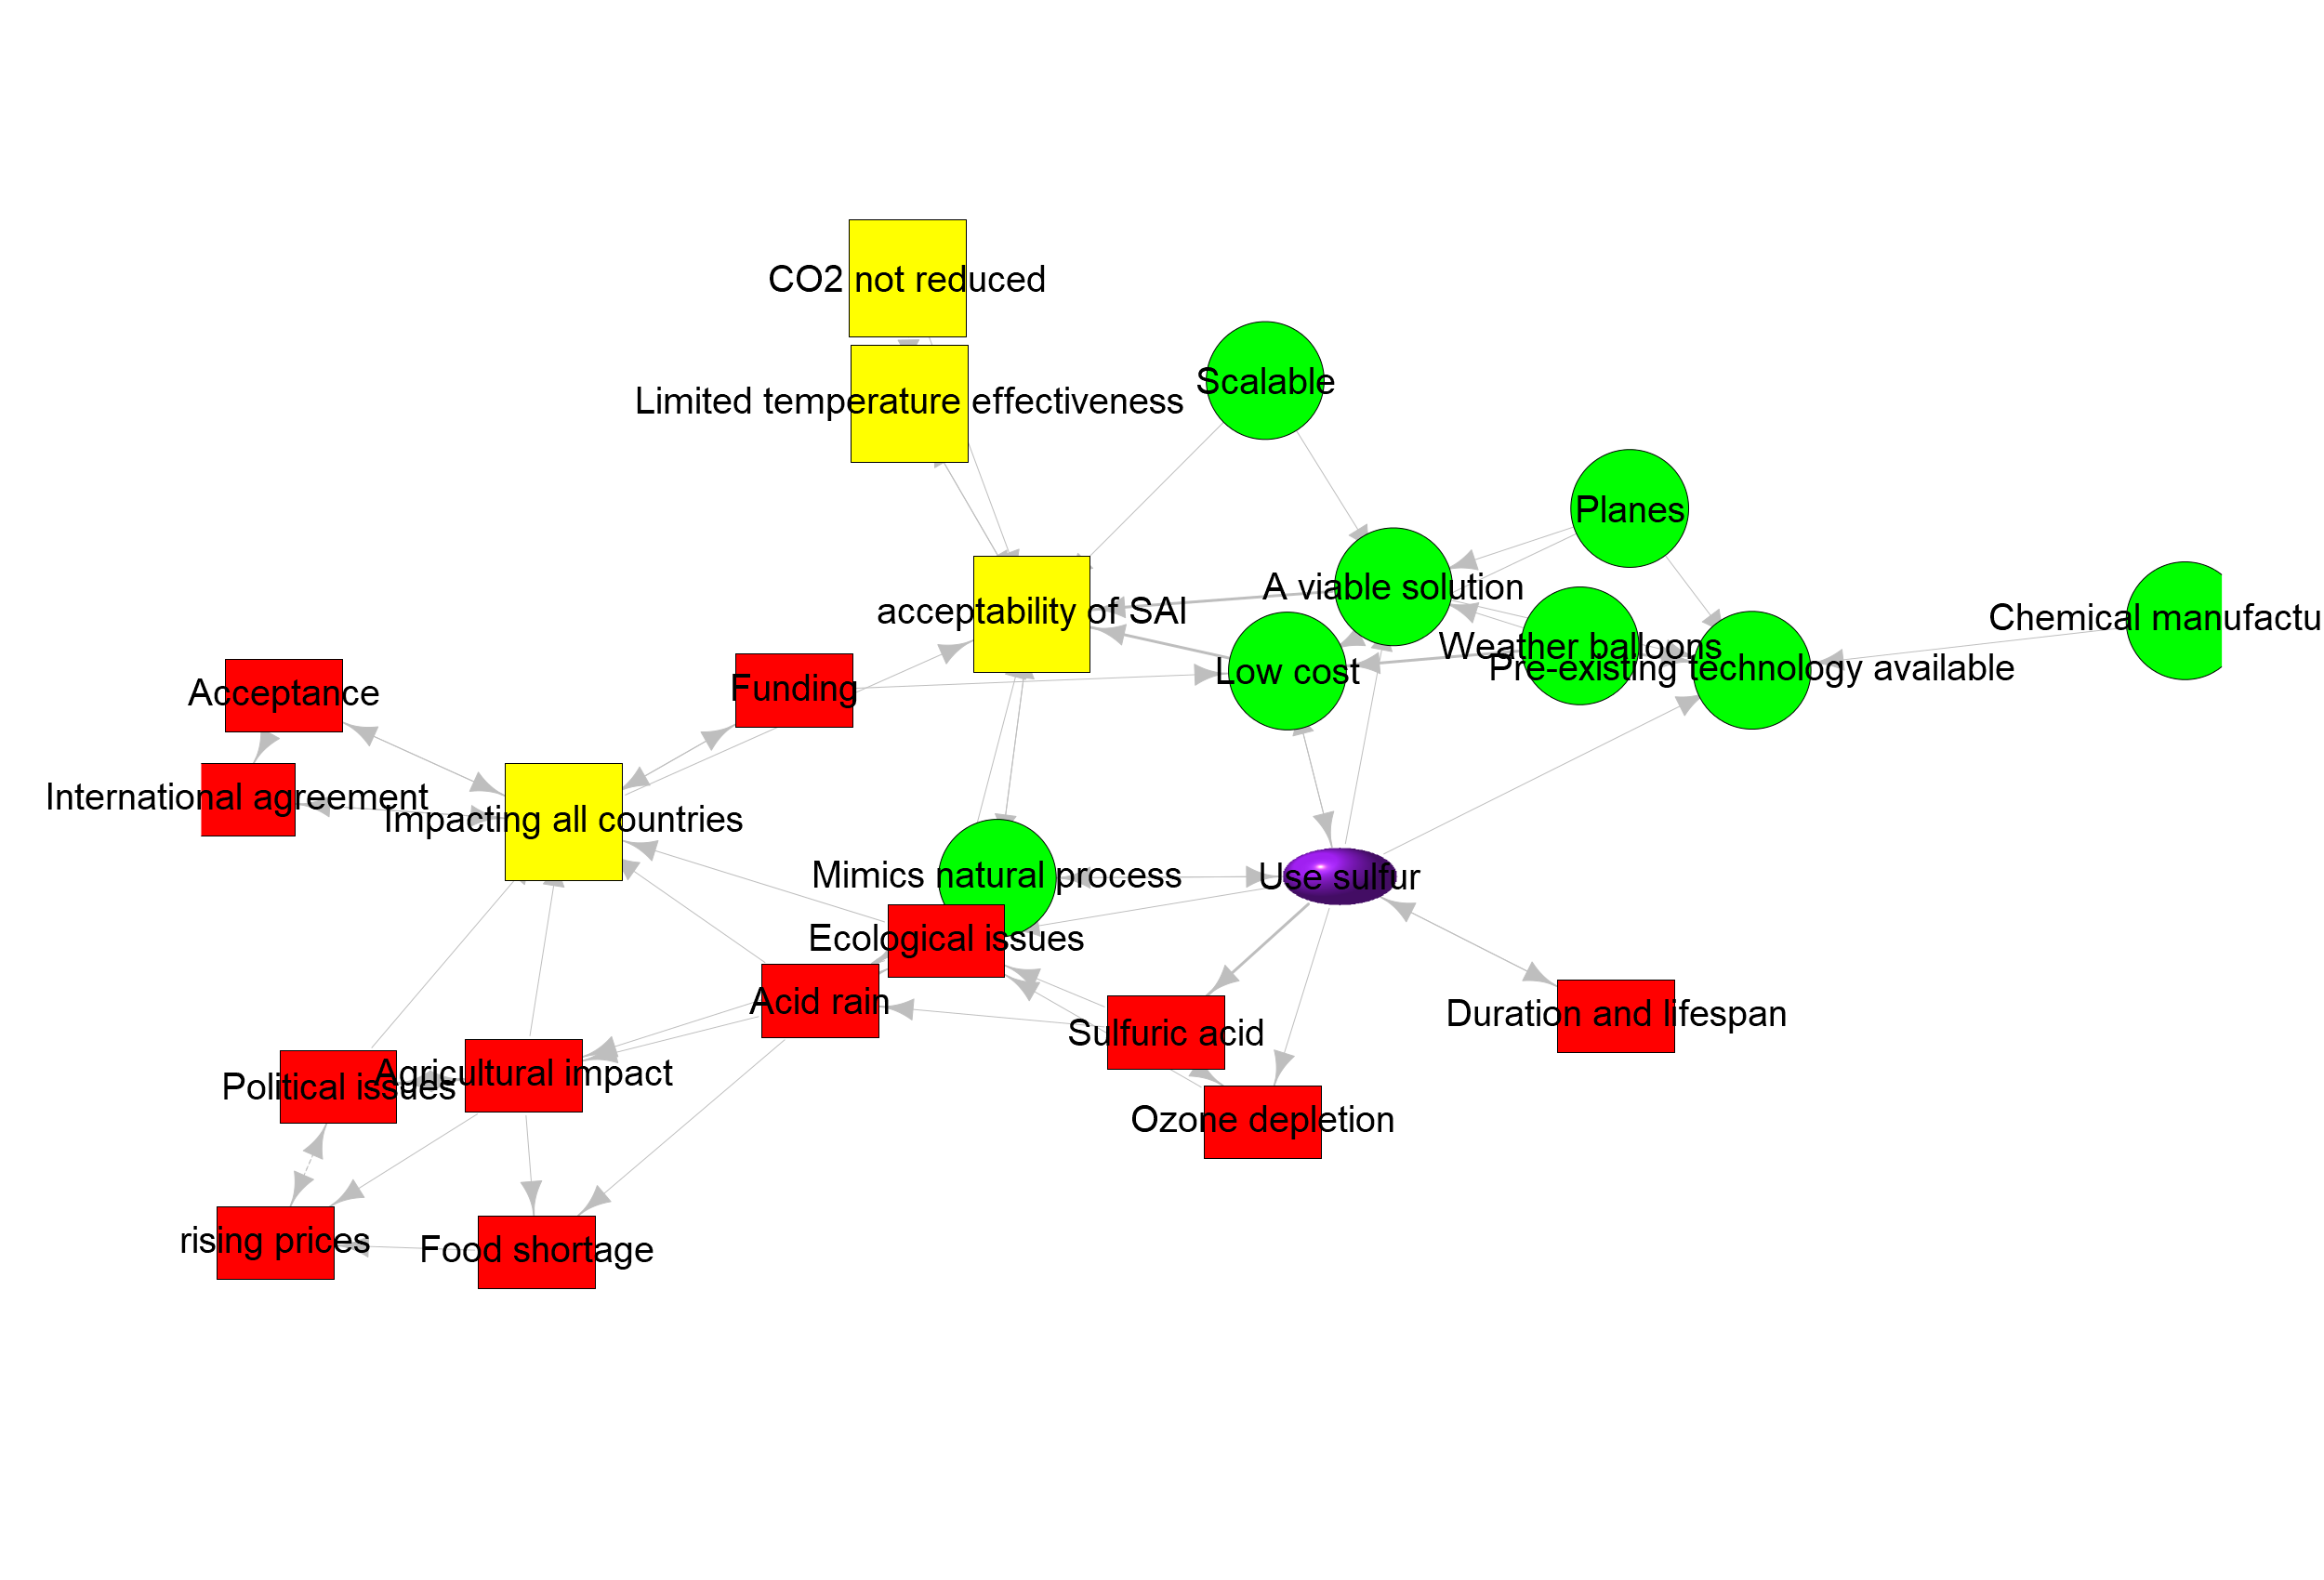 CO2 not reduced
Limited temperature effectiveness
Scalable
Planes
A viable solution
acceptability of SAI
Chemical manufactu
Weather balloons
Pre-existing technology available
Low cost
Funding
Acceptance
International agreement
Impacting all countries
Mimics natural process
Use sulfur
Ecological issues
Acid rain
Duration and lifespan
Sulfuric acid
Agricultural impact
Political issues
Ozone depletion
rising prices
Food shortage